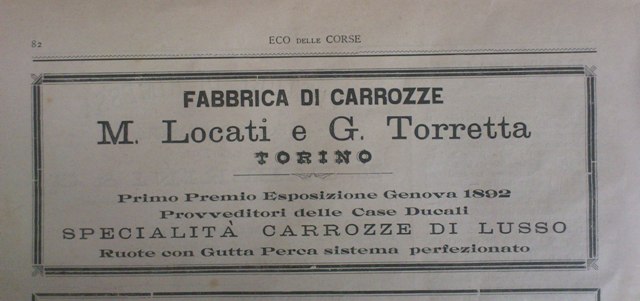 82
ECO DELLE CORSE
FABBRICA DI CARROZZE
M. Locati e G. Torretta
TORINO
Primo Premio Esposizione Genova 1892
Provveditori delle Case Ducali
SPECIALITÀ CARROZZE DI LUSSO
Ruote con Gutta Perca sistema perfezionato